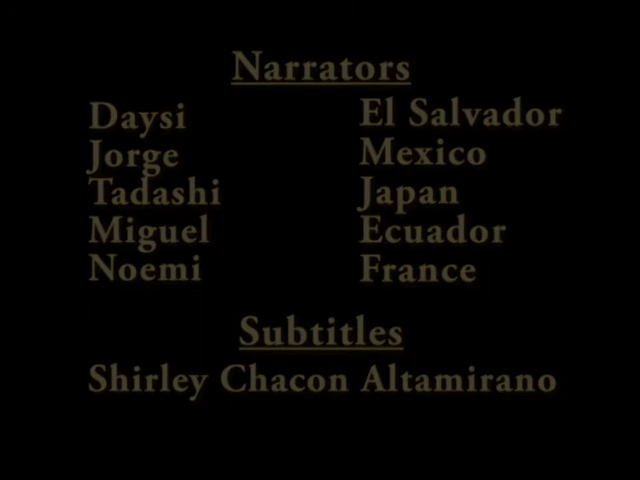 Narrators
Daysi El Salvador
Jorge Mexico
Tadashi Japan
Miguel Ecuador
Noemi France
Subtitles
Shirley Chacon Altamirano